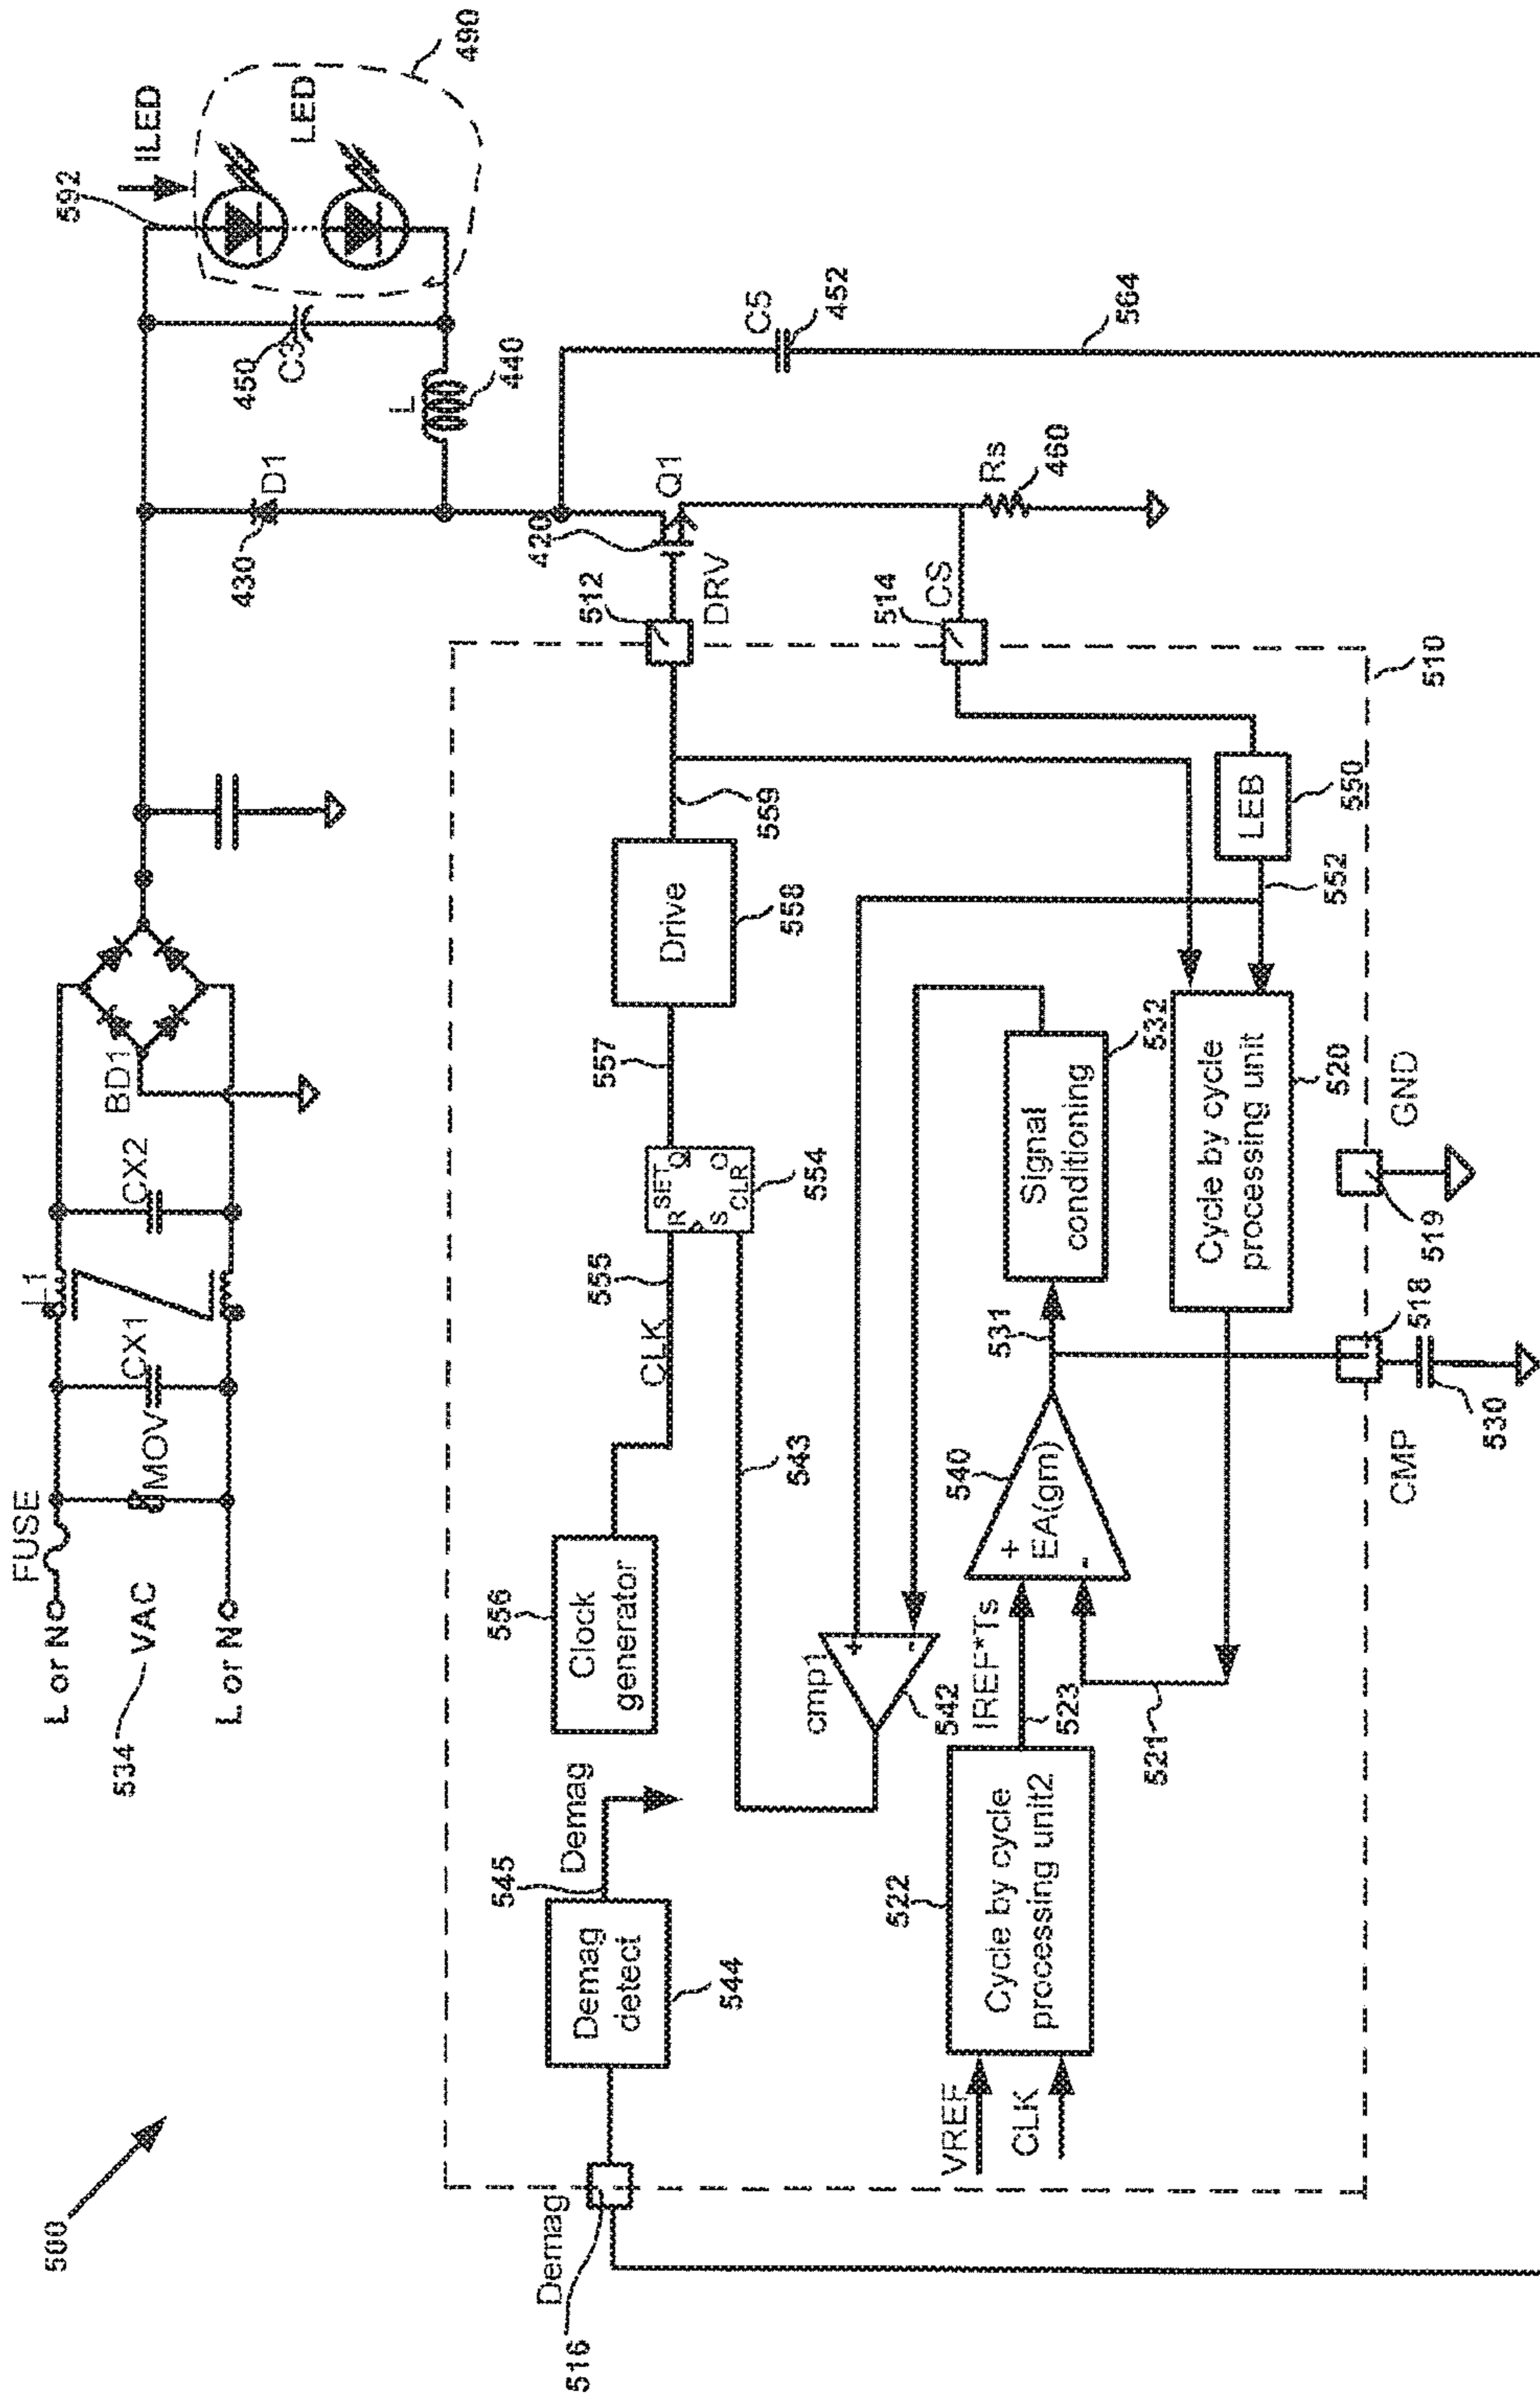 500
534
VAC
L or N
L or N
FUSE
MOV
CX1
L1
CX2
BD1
430
D1
450
C3
L
440
592
ILED
LED
490
C5
452
564
420
Q1
DRV
512
514
CS
Rs
460
510
Demag
516
Demag
detect
544
545
Demag
556
Clock
generator
CLK
555
SET
R
Q
S
Q
CLR
554
557
Drive
558
559
543
cmp1
+
-
542
522
Cycle by cycle
processing unit2
VREF
CLK
IREF*Ts
523
521
540
+
EA(gm)
-
531
Signal
conditioning
532
Cycle by cycle
processing unit
520
LEB
550
552
CMP
518
530
519
GND